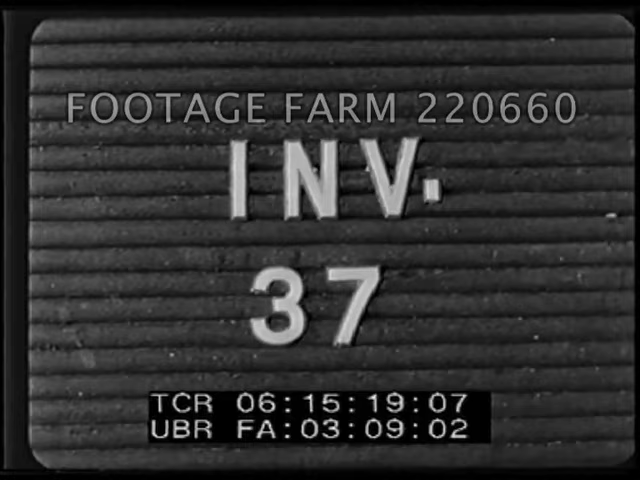 FOOTAGE FARM 220660
INV.
37
TCR 06:15:19:07
UBR FA:03:09:02